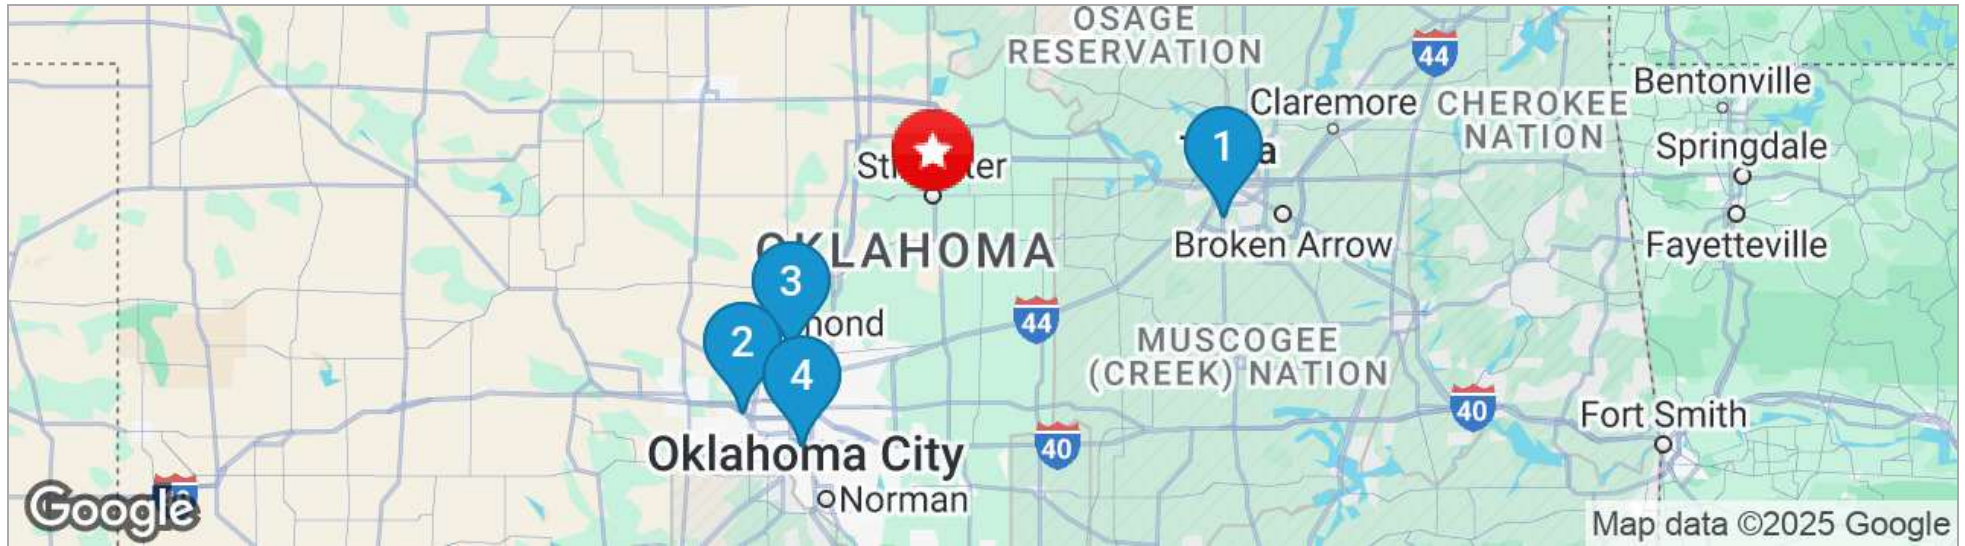 OSAGE
RESERVATION
44
Bentonville
Claremore
CHEROKEE
NATION
1
Springdale
OKLAHOMA
Broken Arrow
Fayetteville
3
2
44
MUSCOGEE
(CREEK) NATION
4
40
Fort Smith
40
Oklahoma City
Norman
Google
Map data ©2025 Google